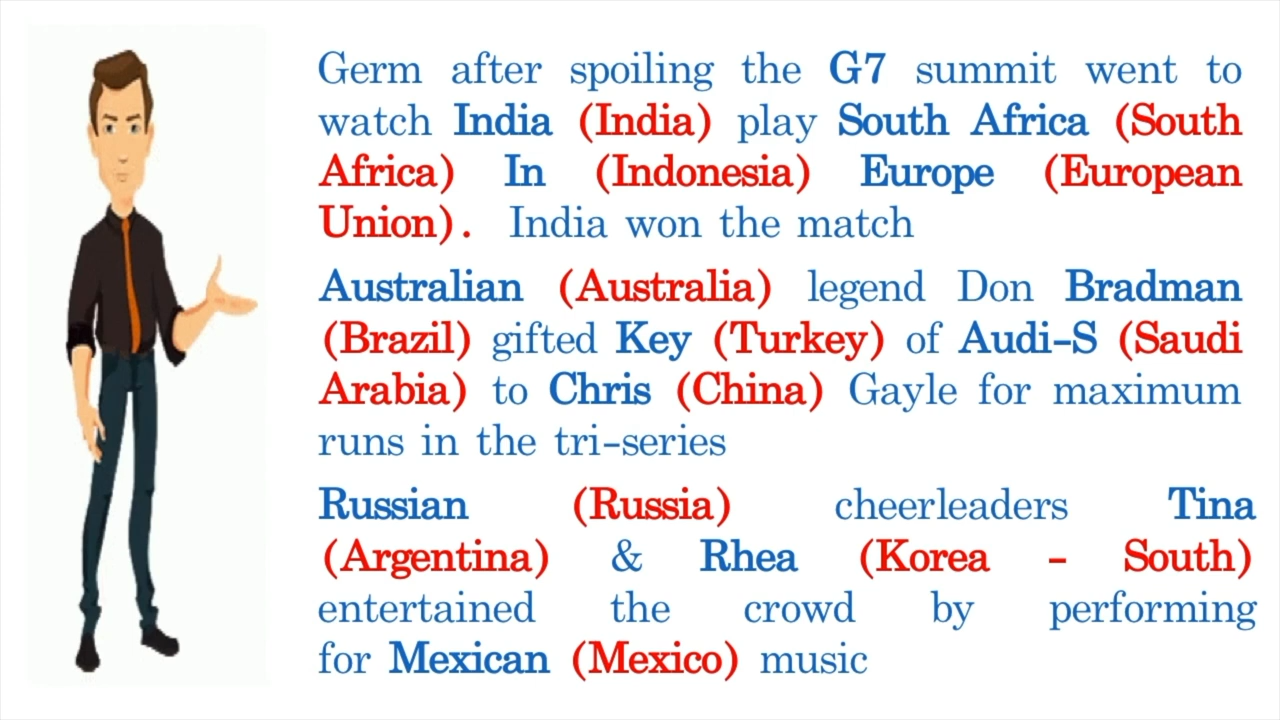 Germ after spoiling the G7 summit went to
watch India (India) play South Africa (South
Africa) In (Indonesia) Europe (European
Union). India won the match
Australian (Australia) legend Don Bradman
(Brazil) gifted Key (Turkey) of Audi-S (Saudi
Arabia) to Chris (China) Gayle for maximum
runs in the tri-series
Russian (Russia) cheerleaders Tina
(Argentina) & Rhea (Korea - South)
entertained the crowd by performing
for Mexican (Mexico) music